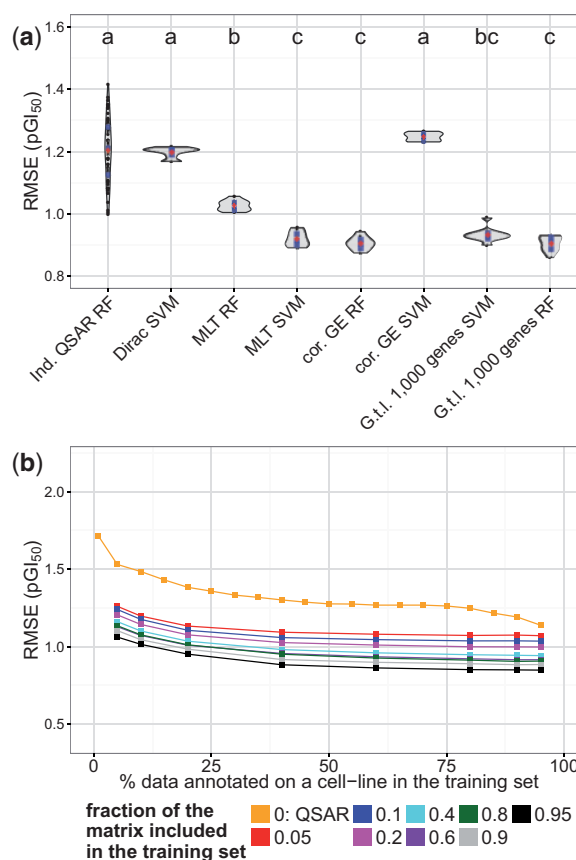 (a)
a a b c c a bc c
RMSE (pGI₅₀)
1.6
1.4
1.2
1.0
0.8
Ind. QSAR RF
Dirac SVM
MLT RF
MLT SVM
cor. GE RF
cor. GE SVM
G.t.l. 1,000 genes SVM
G.t.l. 1,000 genes RF
(b)
RMSE (pGI₅₀)
2.0
1.5
1.0
0.5
0 25 50 75 100
% data annotated on a cell−line in the training set
fraction of the
matrix included
in the training set
0: QSAR 0.1 0.4 0.8 0.95
0.05 0.2 0.6 0.9